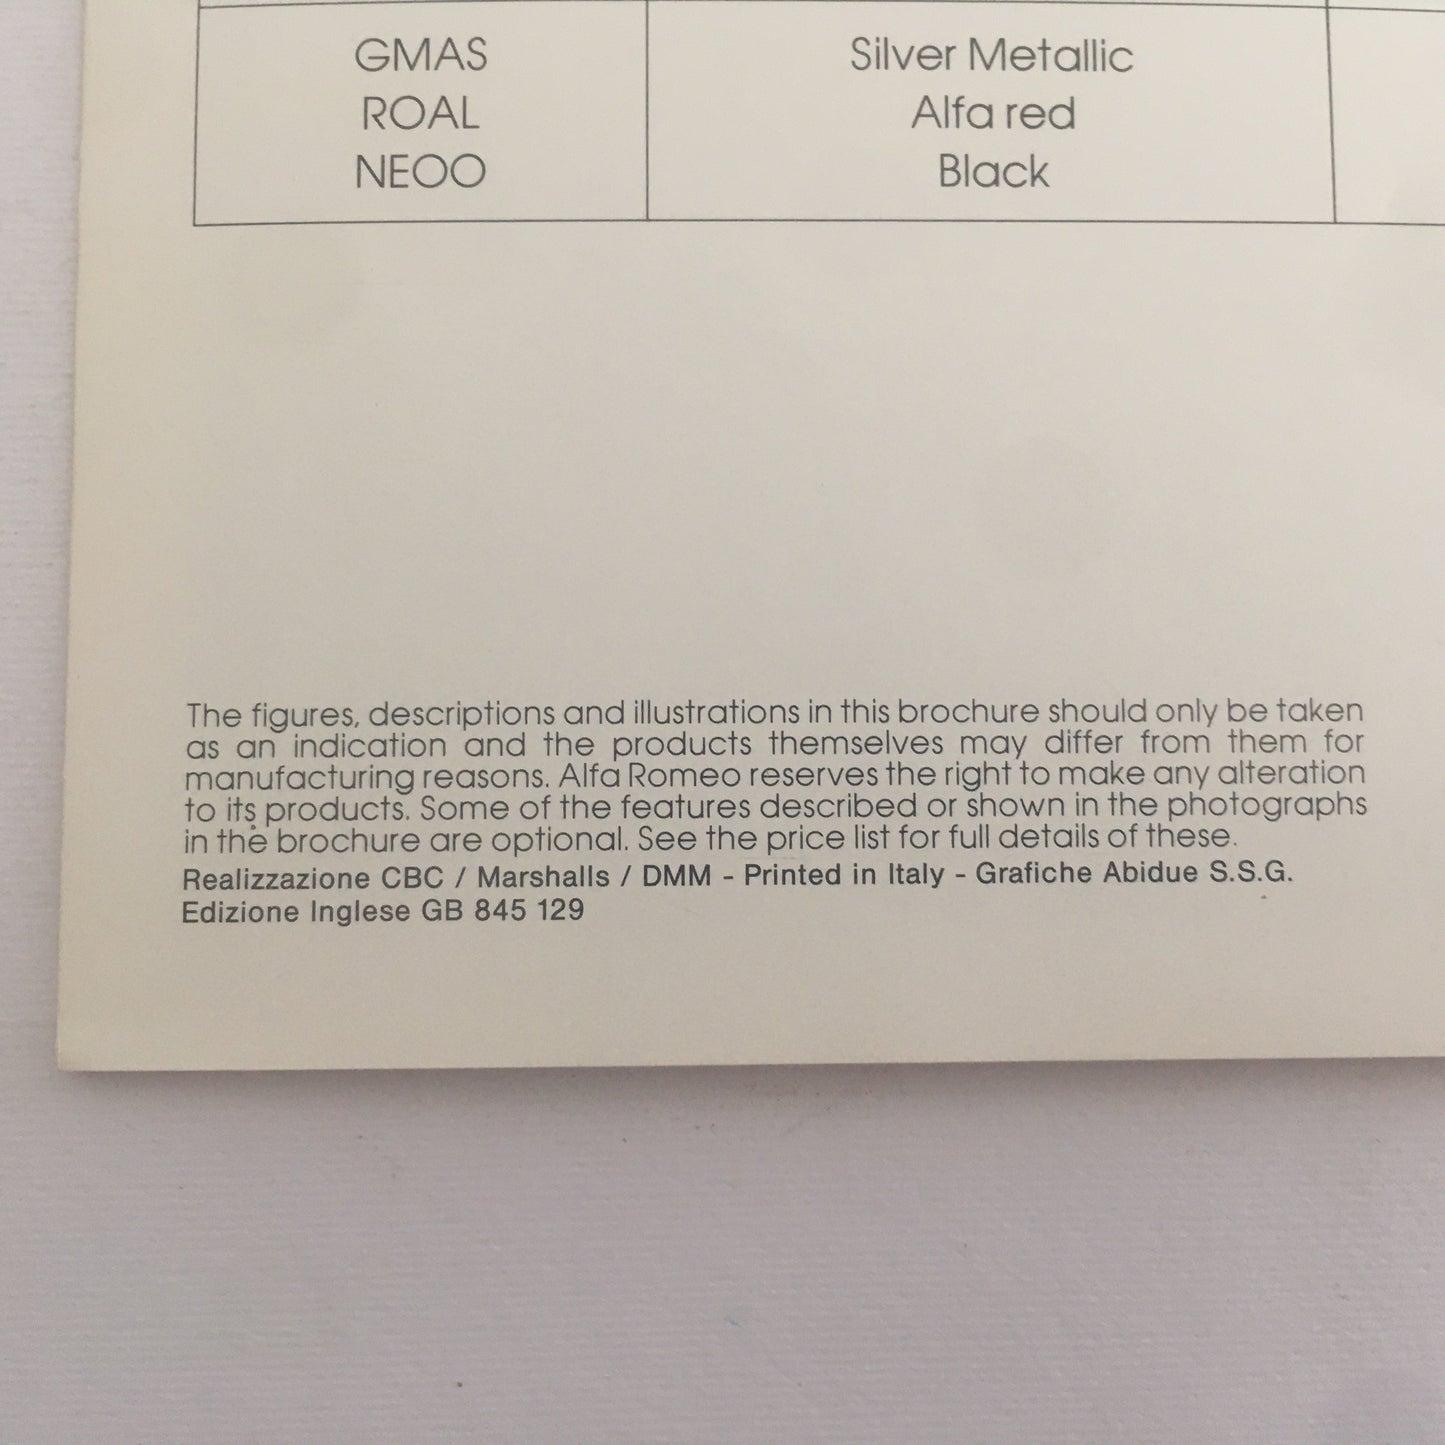 GMAS Silver Metallic
ROAL Alfa red
NEOO Black
The figures, descriptions and illustrations in this brochure should only be taken
as an indication and the products themselves may differ from them for
manufacturing reasons. Alfa Romeo reserves the right to make any alteration
to its products. Some of the features described or shown in the photographs
in the brochure are optional. See the price list for full details of these.
Realizzazione CBC / Marshalls / DMM - Printed in Italy - Grafiche Abidue S.S.G.
Edizione Inglese GB 845 129